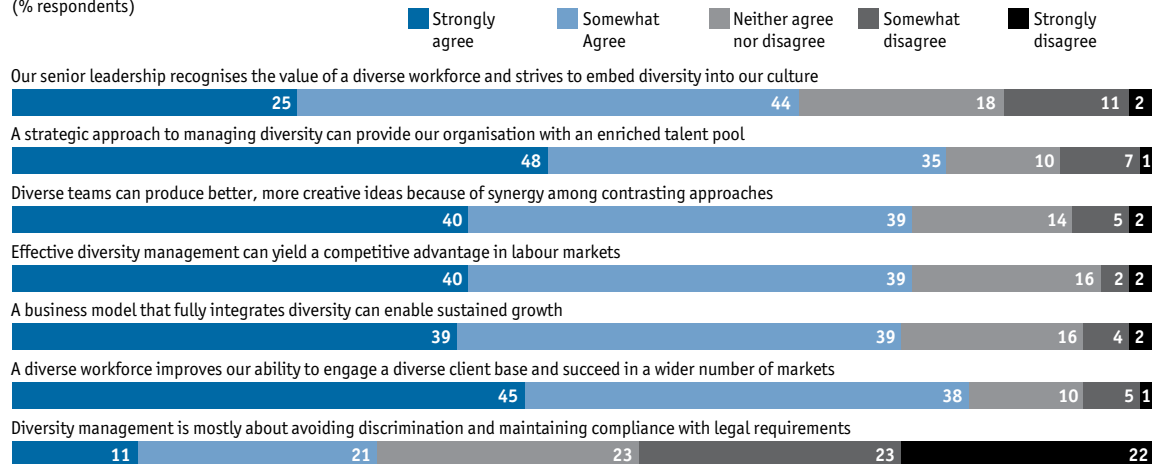 (% respondents)
Strongly agree
Somewhat Agree
Neither agree nor disagree
Somewhat disagree
Strongly disagree
Our senior leadership recognises the value of a diverse workforce and strives to embed diversity into our culture
25 44 18 11 2
A strategic approach to managing diversity can provide our organisation with an enriched talent pool
48 35 10 7 1
Diverse teams can produce better, more creative ideas because of synergy among contrasting approaches
40 39 14 5 2
Effective diversity management can yield a competitive advantage in labour markets
40 39 16 2 2
A business model that fully integrates diversity can enable sustained growth
39 39 16 4 2
A diverse workforce improves our ability to engage a diverse client base and succeed in a wider number of markets
45 38 10 5 1
Diversity management is mostly about avoiding discrimination and maintaining compliance with legal requirements
11 21 23 23 22